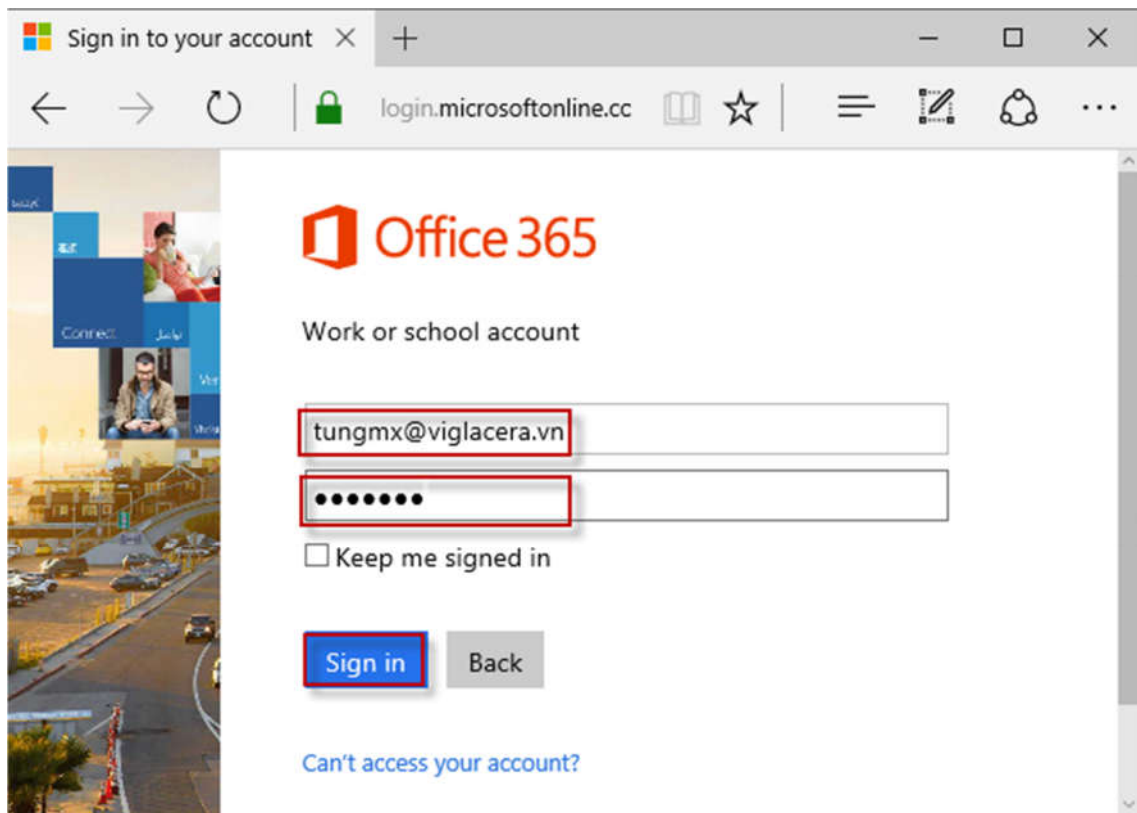 Sign in to your account
login.microsoftonline.cc
Office 365
Connect
Work or school account
tungmx@viglacera.vn
•••••••
Keep me signed in
Sign in
Back
Can't access your account?